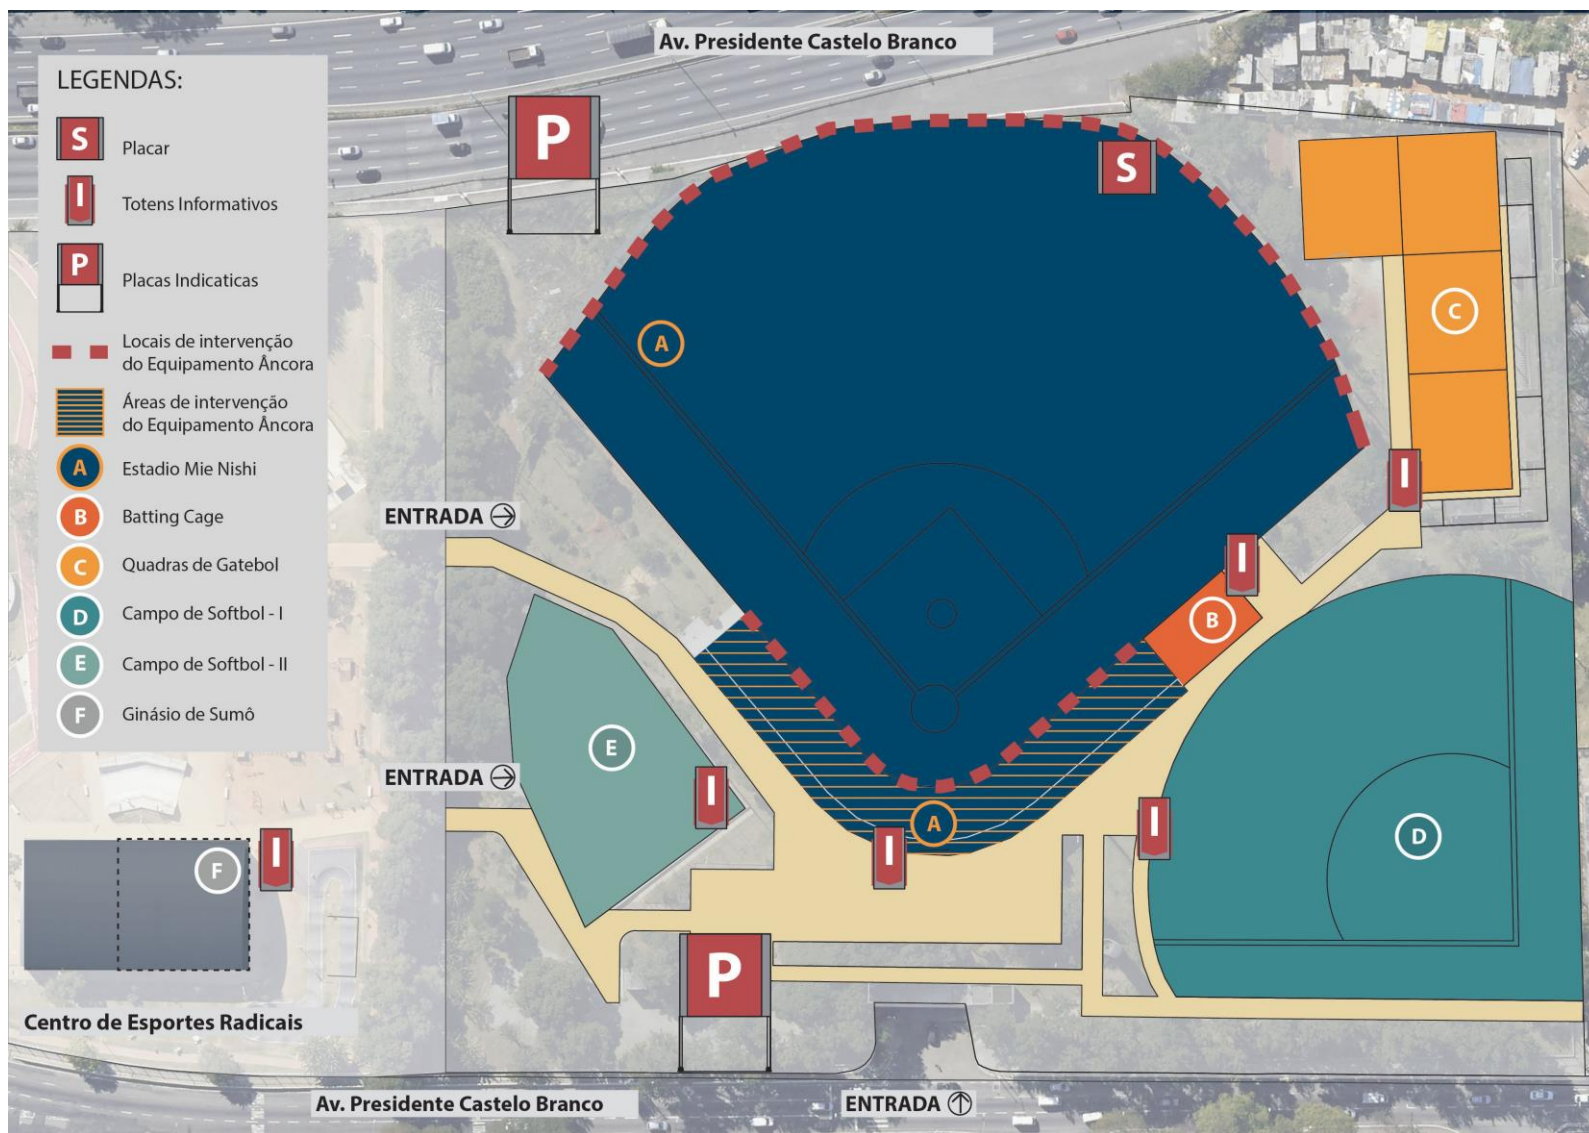 Av. Presidente Castelo Branco
LEGENDAS:
S
Placar
I
Totens Informativos
P
Placas Indicaticas
Locais de intervenção
do Equipamento Âncora
Áreas de intervenção
do Equipamento Âncora
A
Estadio Mie Nishi
B
Batting Cage
C
Quadras de Gatebol
D
Campo de Softbol - I
E
Campo de Softbol - II
F
Ginásio de Sumô
P
S
A
C
I
ENTRADA
I
B
E
ENTRADA
I
A
I
I
D
F
I
P
Centro de Esportes Radicais
Av. Presidente Castelo Branco
ENTRADA